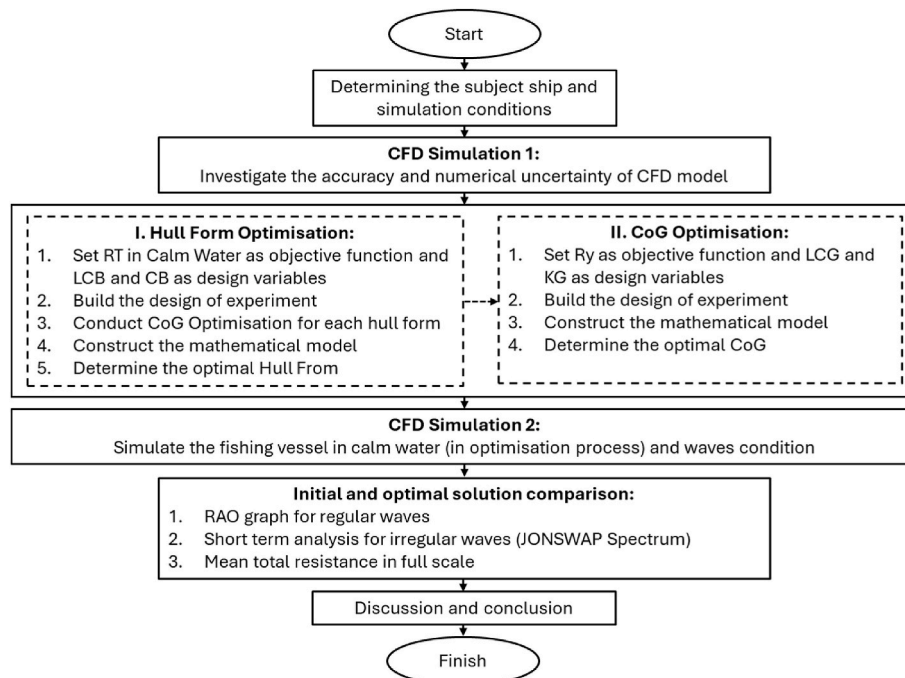 Start
Determining the subject ship and
simulation conditions
CFD Simulation 1:
Investigate the accuracy and numerical uncertainty of CFD model
I. Hull Form Optimisation:
1. Set RT in Calm Water as objective function and
LCB and CB as design variables
2. Build the design of experiment
3. Conduct CoG Optimisation for each hull form
4. Construct the mathematical model
5. Determine the optimal Hull From
II. CoG Optimisation:
1. Set Ry as objective function and LCG and
KG as design variables
2. Build the design of experiment
3. Construct the mathematical model
4. Determine the optimal CoG
CFD Simulation 2:
Simulate the fishing vessel in calm water (in optimisation process) and waves condition
Initial and optimal solution comparison:
1. RAO graph for regular waves
2. Short term analysis for irregular waves (JONSWAP Spectrum)
3. Mean total resistance in full scale
Discussion and conclusion
Finish